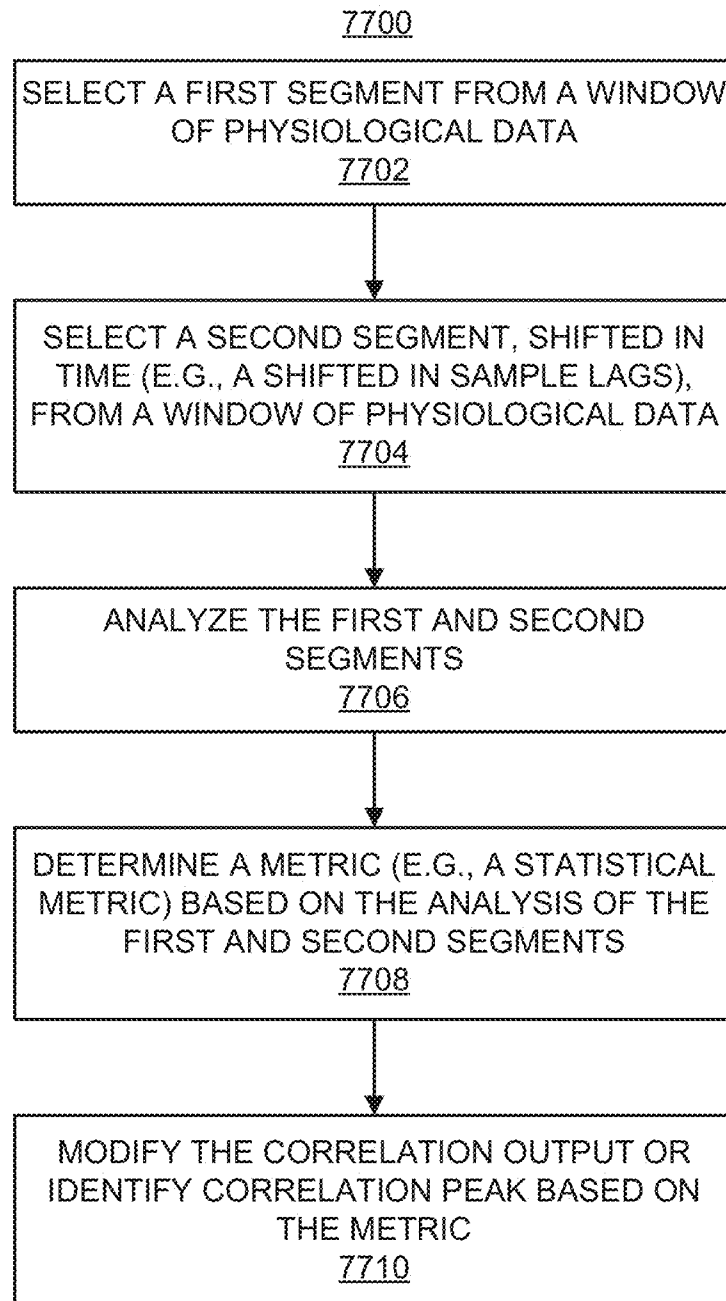 7700
SELECT A FIRST SEGMENT FROM A WINDOW
OF PHYSIOLOGICAL DATA
7702
SELECT A SECOND SEGMENT, SHIFTED IN
TIME (E.G., A SHIFTED IN SAMPLE LAGS),
FROM A WINDOW OF PHYSIOLOGICAL DATA
7704
ANALYZE THE FIRST AND SECOND
SEGMENTS
7706
DETERMINE A METRIC (E.G., A STATISTICAL
METRIC) BASED ON THE ANALYSIS OF THE
FIRST AND SECOND SEGMENTS
7708
MODIFY THE CORRELATION OUTPUT OR
IDENTIFY CORRELATION PEAK BASED ON
THE METRIC
7710